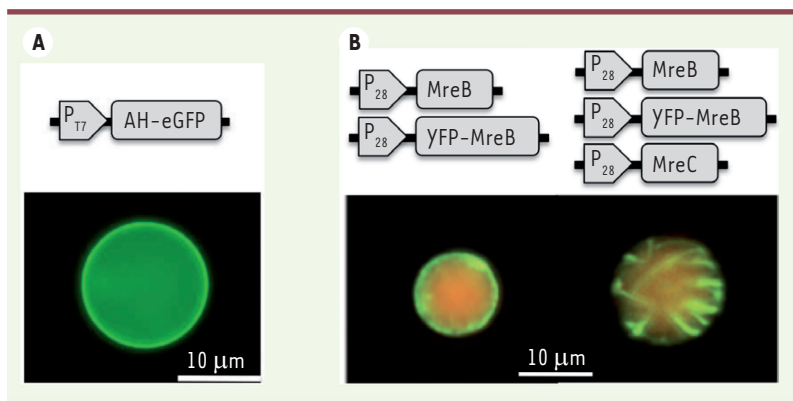 A
P T7 AH-eGFP
10 µm
B
P 28 MreB
P 28 YFP-MreB
P 28 MreB
P 28 YFP-MreB
P 28 MreC
10 µm